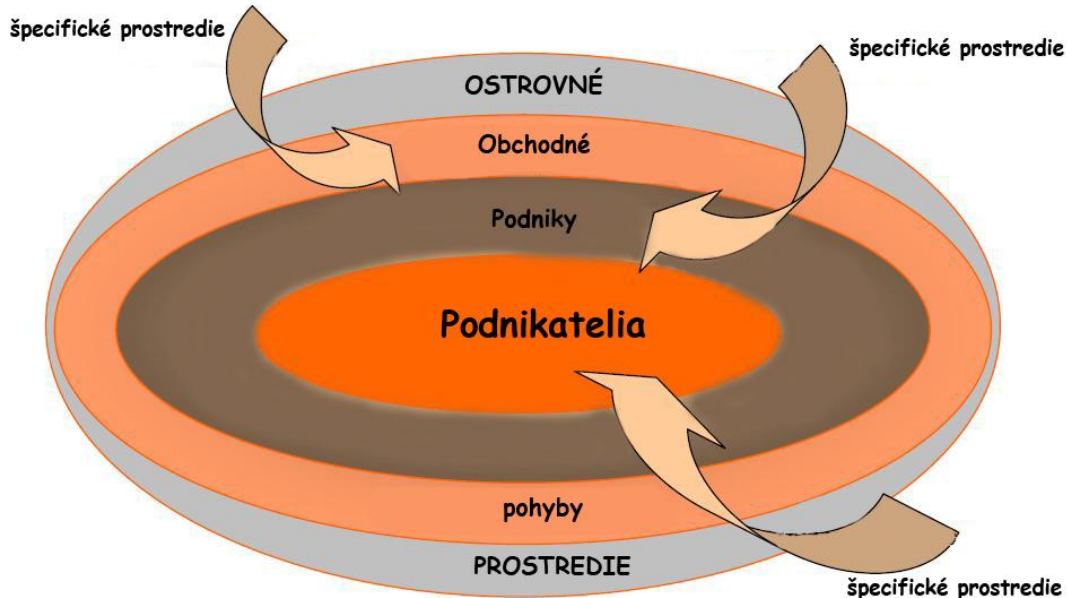 špecifické prostredie
špecifické prostredie
OSTROVNÉ
Obchodné
Podniky
Podnikatelia
pohyby
PROSTREDIE
špecifické prostredie